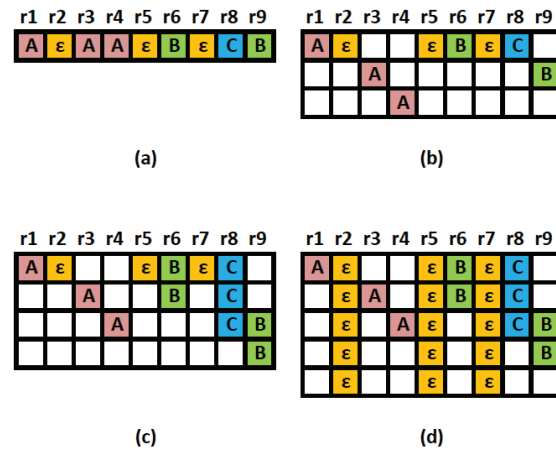 r1 r2 r3 r4 r5 r6 r7 r8 r9
A ε A A ε B ε C B
(a)
r1 r2 r3 r4 r5 r6 r7 r8 r9
A ε ε B ε C
A B
A
(b)
r1 r2 r3 r4 r5 r6 r7 r8 r9
A ε ε B ε C
A B C
A C B
B
(c)
r1 r2 r3 r4 r5 r6 r7 r8 r9
A ε ε B ε C
ε A ε B ε C
ε A ε ε C B
ε ε ε B
ε ε ε
(d)